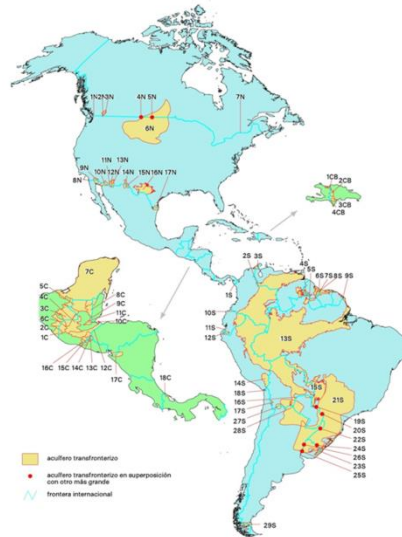 1N 2N 3N
4N 5N
7N
6N
11N 13N
9N 10N 12N 14N 15N 16N 17N
8N
1CB
2CB
3CB
4CB
2S 3S
4S
5S
6S 7S 8S 9S
1S
7C
5C
4C
3C
6C
2C
1C
8C
9C
11C
10C
16C
15C
14C
13C
12C
17C
18C
10S
11S
12S
13S
14S
18S
16S
17S
27S
28S
15S
21S
19S
20S
22S
24S
26S
23S
25S
29S
acuífero transfronterizo
acuífero transfronterizo en superposición
con otro más grande
frontera internacional